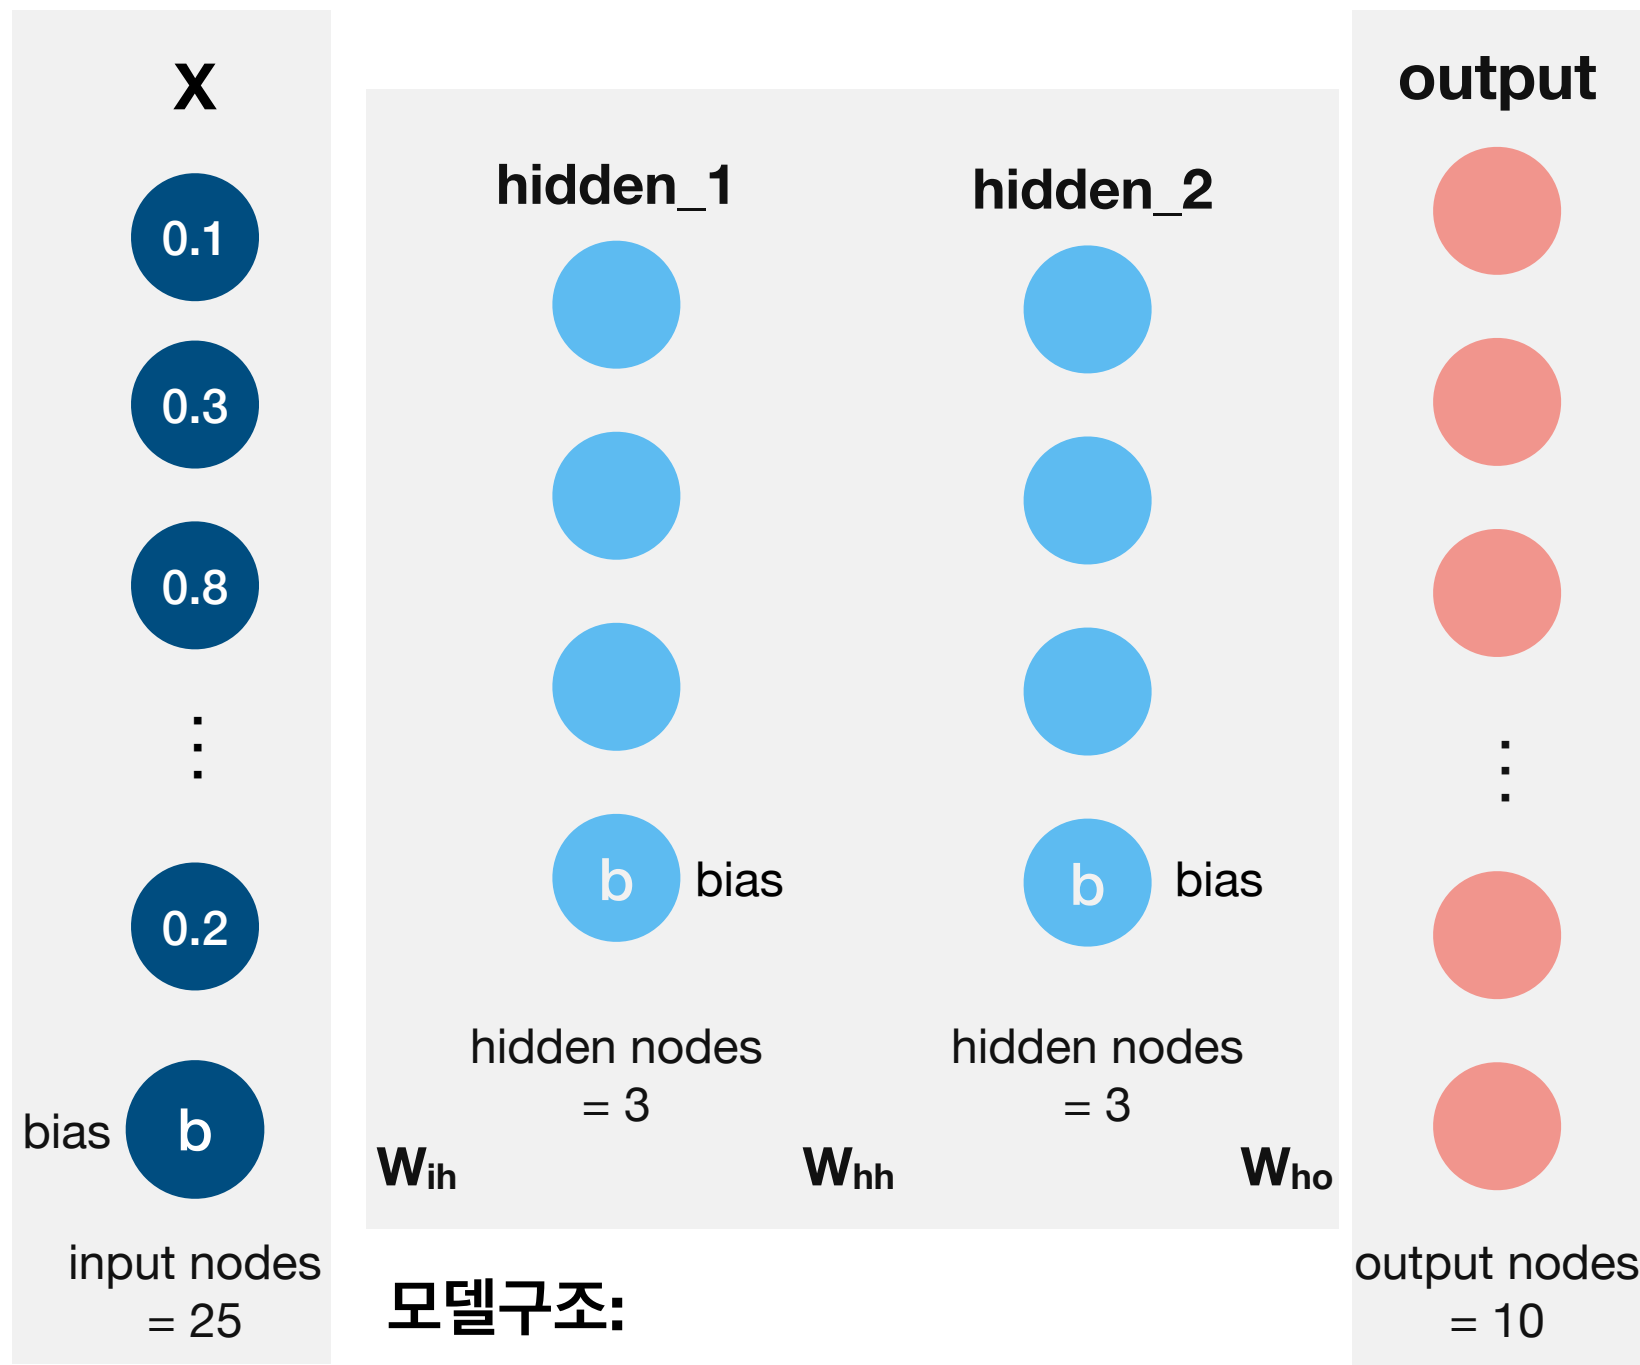 X
0.1
0.3
0.8
⋮
0.2
bias b
input nodes
= 25
hidden_1
b bias
hidden nodes
= 3
hidden_2
b bias
hidden nodes
= 3
Wih Whh Who
모델구조:
output
⋮
output nodes
= 10